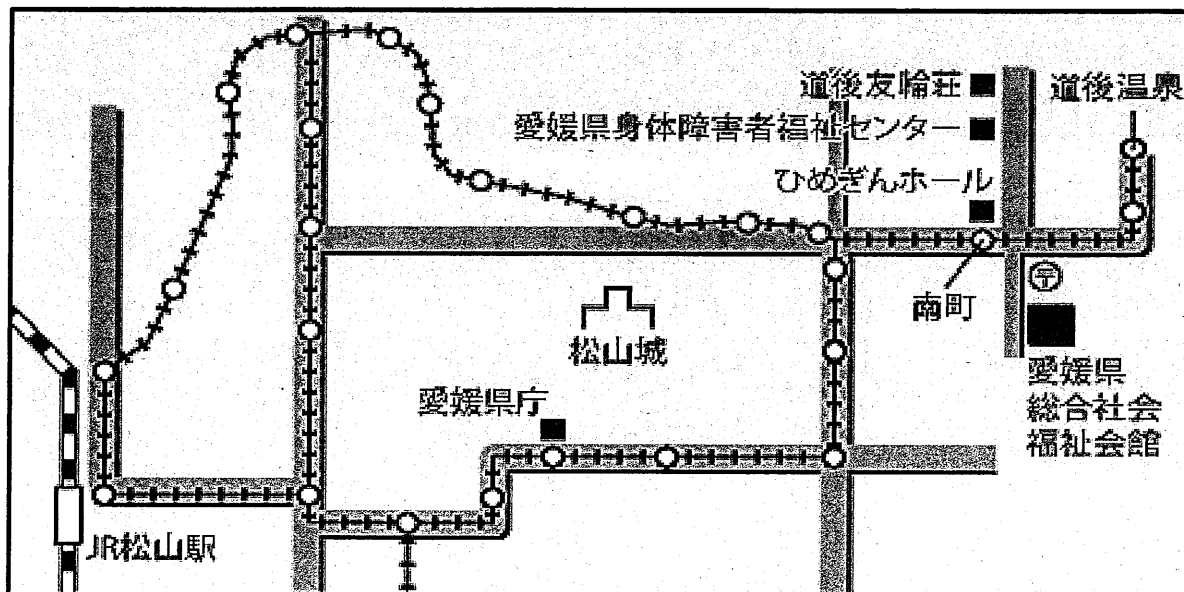 道後友輪荘
道後温泉
愛媛県身体障害者福祉センター
ひめぎんホール
南町
〒
松山城
愛媛県
総合社会
福祉会館
愛媛県庁
JR松山駅